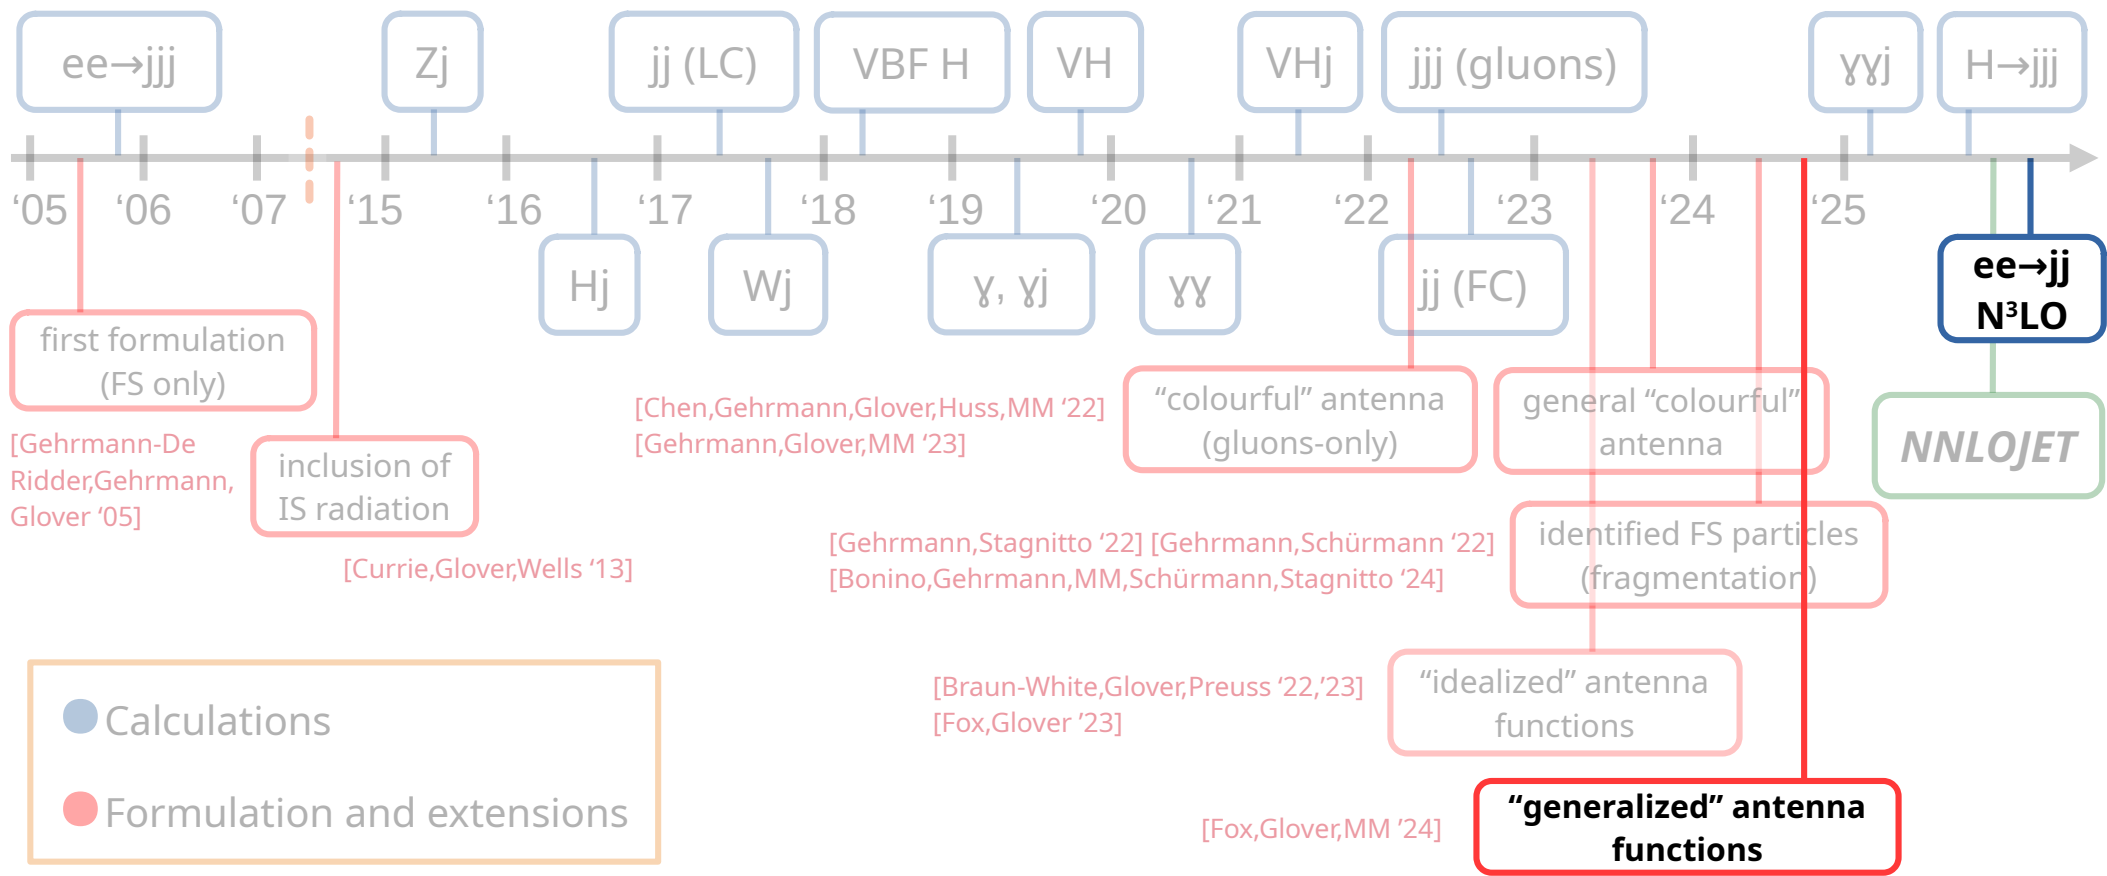 ee→jjj
Zj
jj (LC)
VBF H
VH
VHj
jjj (gluons)
ɣɣj
H→jjj
‘05
‘06
‘07
‘15
‘16
‘17
‘18
‘19
‘20
‘21
‘22
‘23
‘24
‘25
Hj
Wj
ɣ, ɣj
ɣɣ
jj (FC)
ee→jj
N³LO
first formulation
(FS only)
[Gehrmann-De
Ridder,Gehrmann,
Glover ‘05]
inclusion of
IS radiation
[Currie,Glover,Wells ‘13]
[Chen,Gehrmann,Glover,Huss,MM ‘22]
[Gehrmann,Glover,MM ‘23]
“colourful” antenna
(gluons-only)
general “colourful”
antenna
NNLOJET
[Gehrmann,Stagnitto ‘22] [Gehrmann,Schürmann ‘22]
[Bonino,Gehrmann,MM,Schürmann,Stagnitto ‘24]
identified FS particles
(fragmentation)
[Braun-White,Glover,Preuss ‘22,’23]
[Fox,Glover ’23]
“idealized” antenna
functions
Calculations
Formulation and extensions
[Fox,Glover,MM ’24]
“generalized” antenna
functions